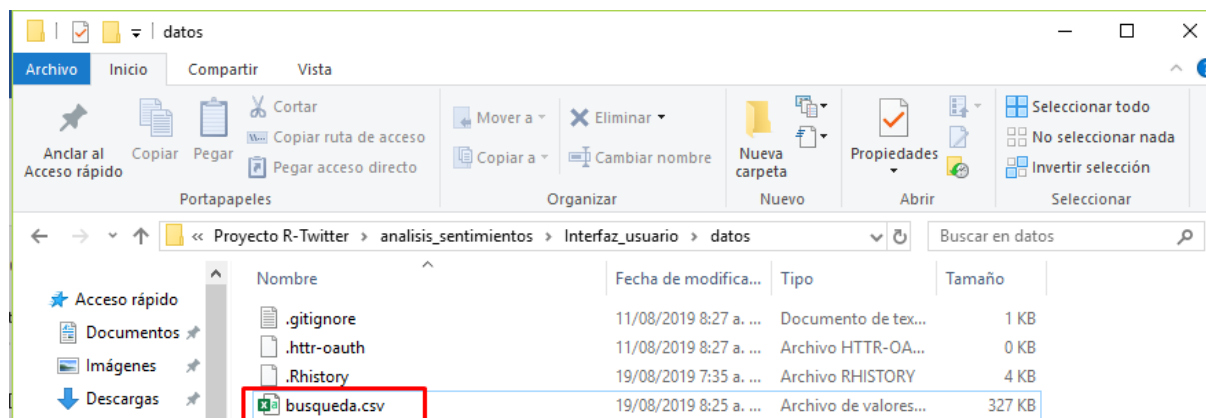 datos
Archivo Inicio Compartir Vista
Anclar al Acceso rápido
Copiar
Pegar
Cortar
Copiar ruta de acceso
Pegar acceso directo
Portapapeles
Mover a
Copiar a
Eliminar
Cambiar nombre
Organizar
Nueva carpeta
Nuevo
Propiedades
Abrir
Seleccionar todo
No seleccionar nada
Invertir selección
Seleccionar
« Proyecto R-Twitter > analisis_sentimientos > Interfaz_usuario > datos
Buscar en datos
Acceso rápido
Documentos
Imágenes
Descargas
Nombre Fecha de modifica... Tipo Tamaño
.gitignore 11/08/2019 8:27 a. ... Documento de tex... 1 KB
.httr-oauth 11/08/2019 8:27 a. ... Archivo HTTR-OA... 0 KB
.Rhistory 19/08/2019 7:35 a. ... Archivo RHISTORY 4 KB
busqueda.csv 19/08/2019 8:25 a. ... Archivo de valores... 327 KB